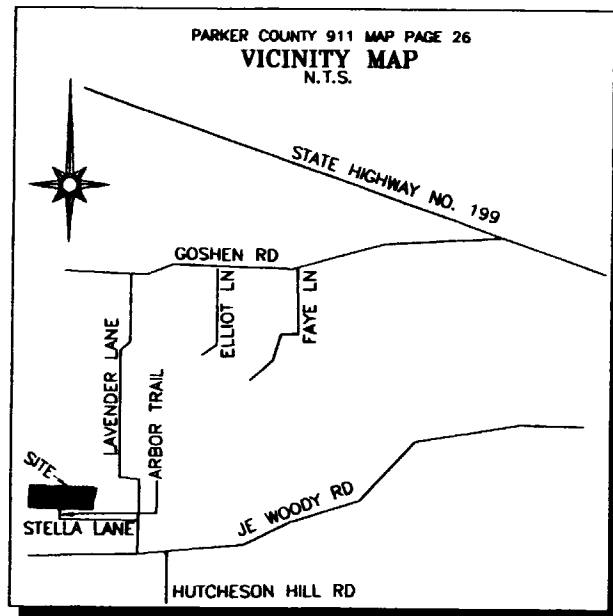 PARKER COUNTY 911 MAP PAGE 26
VICINITY MAP
N.T.S.
STATE HIGHWAY NO. 199
GOSHEN RD
ELLIOT LN
FAYE LN
LAVENDER LANE
ARBOR TRAIL
SITE
STELLA LANE
JE WOODY RD
HUTCHESON HILL RD